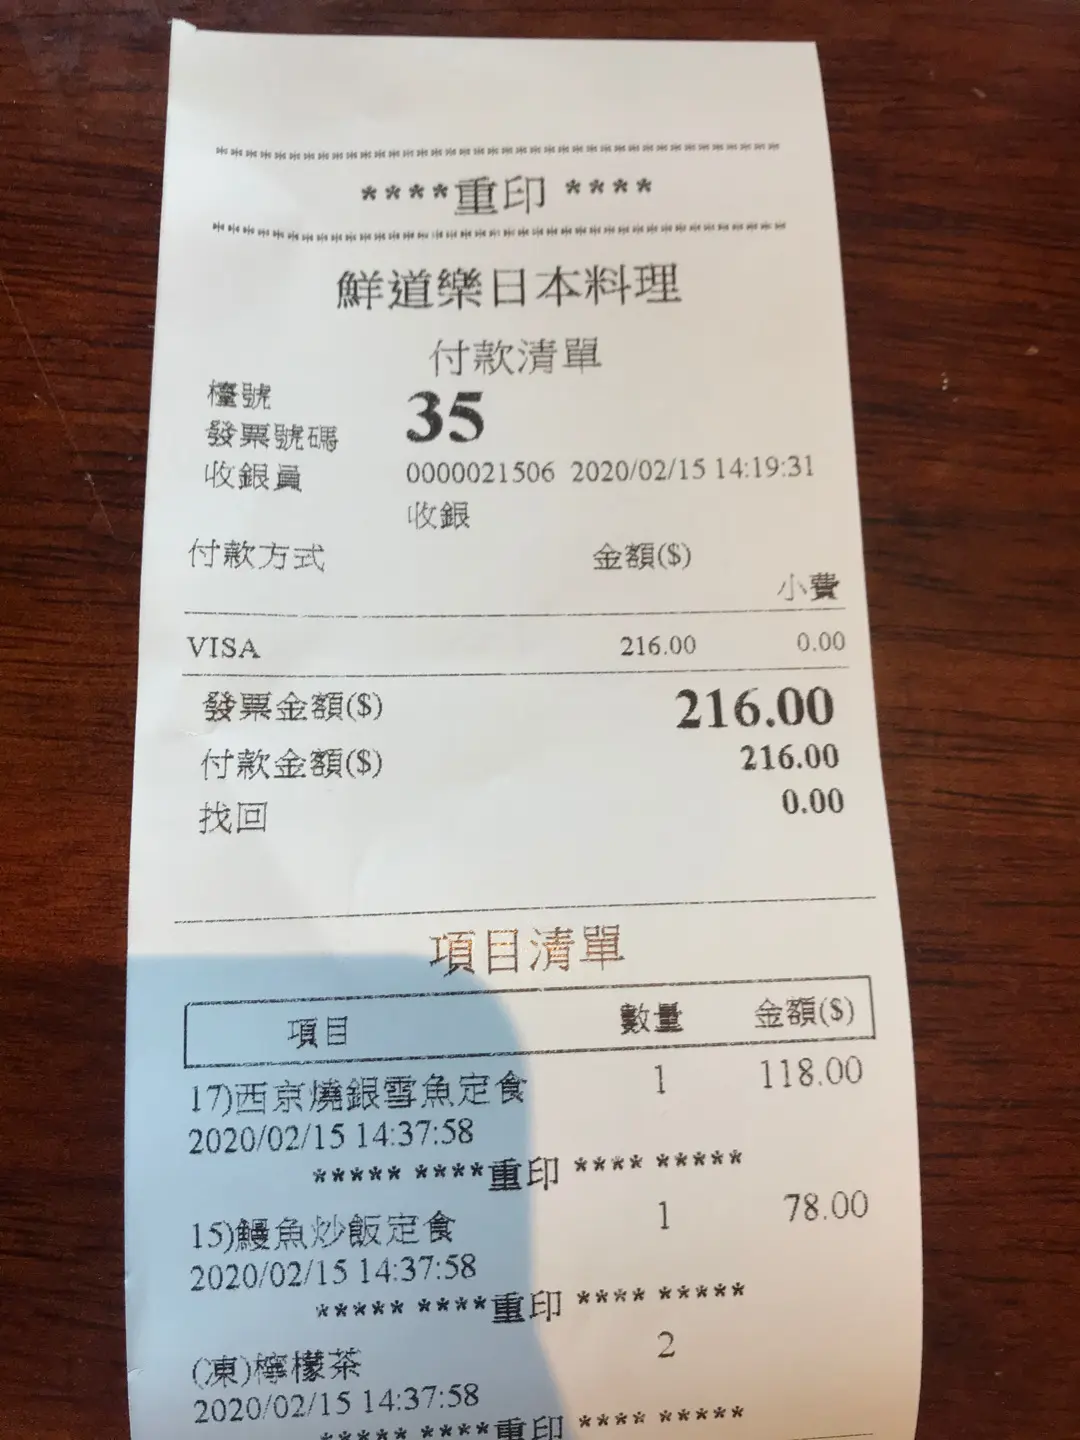 ****************************************
****重印 ****
****************************************
鮮道樂日本料理
付款清單
檯號 35
發票號碼
收銀員 0000021506 2020/02/15 14:19:31
收銀
付款方式 金額($)
小費
VISA 216.00 0.00
發票金額($) 216.00
付款金額($) 216.00
找回 0.00
項目清單
項目 數量 金額($)
17)西京燒銀雪魚定食 1 118.00
2020/02/15 14:37:58
***** ****重印 **** *****
15)鰻魚炒飯定食 1 78.00
2020/02/15 14:37:58
***** ****重印 **** *****
(凍)檸檬茶 2
2020/02/15 14:37:58
***** ****重印 **** *****